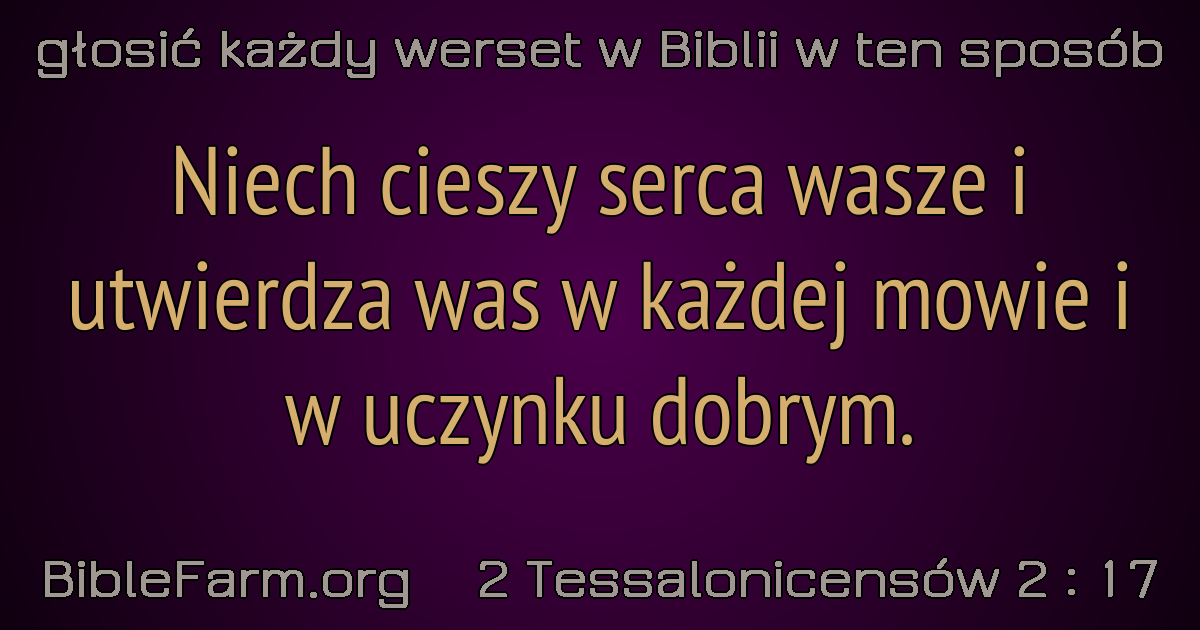 głosić każdy werset w Biblii w ten sposób
Niech cieszy serca wasze i
utwierdza was w każdej mowie i
w uczynku dobrym.
BibleFarm.org 2 Tessalonicensów 2 : 17